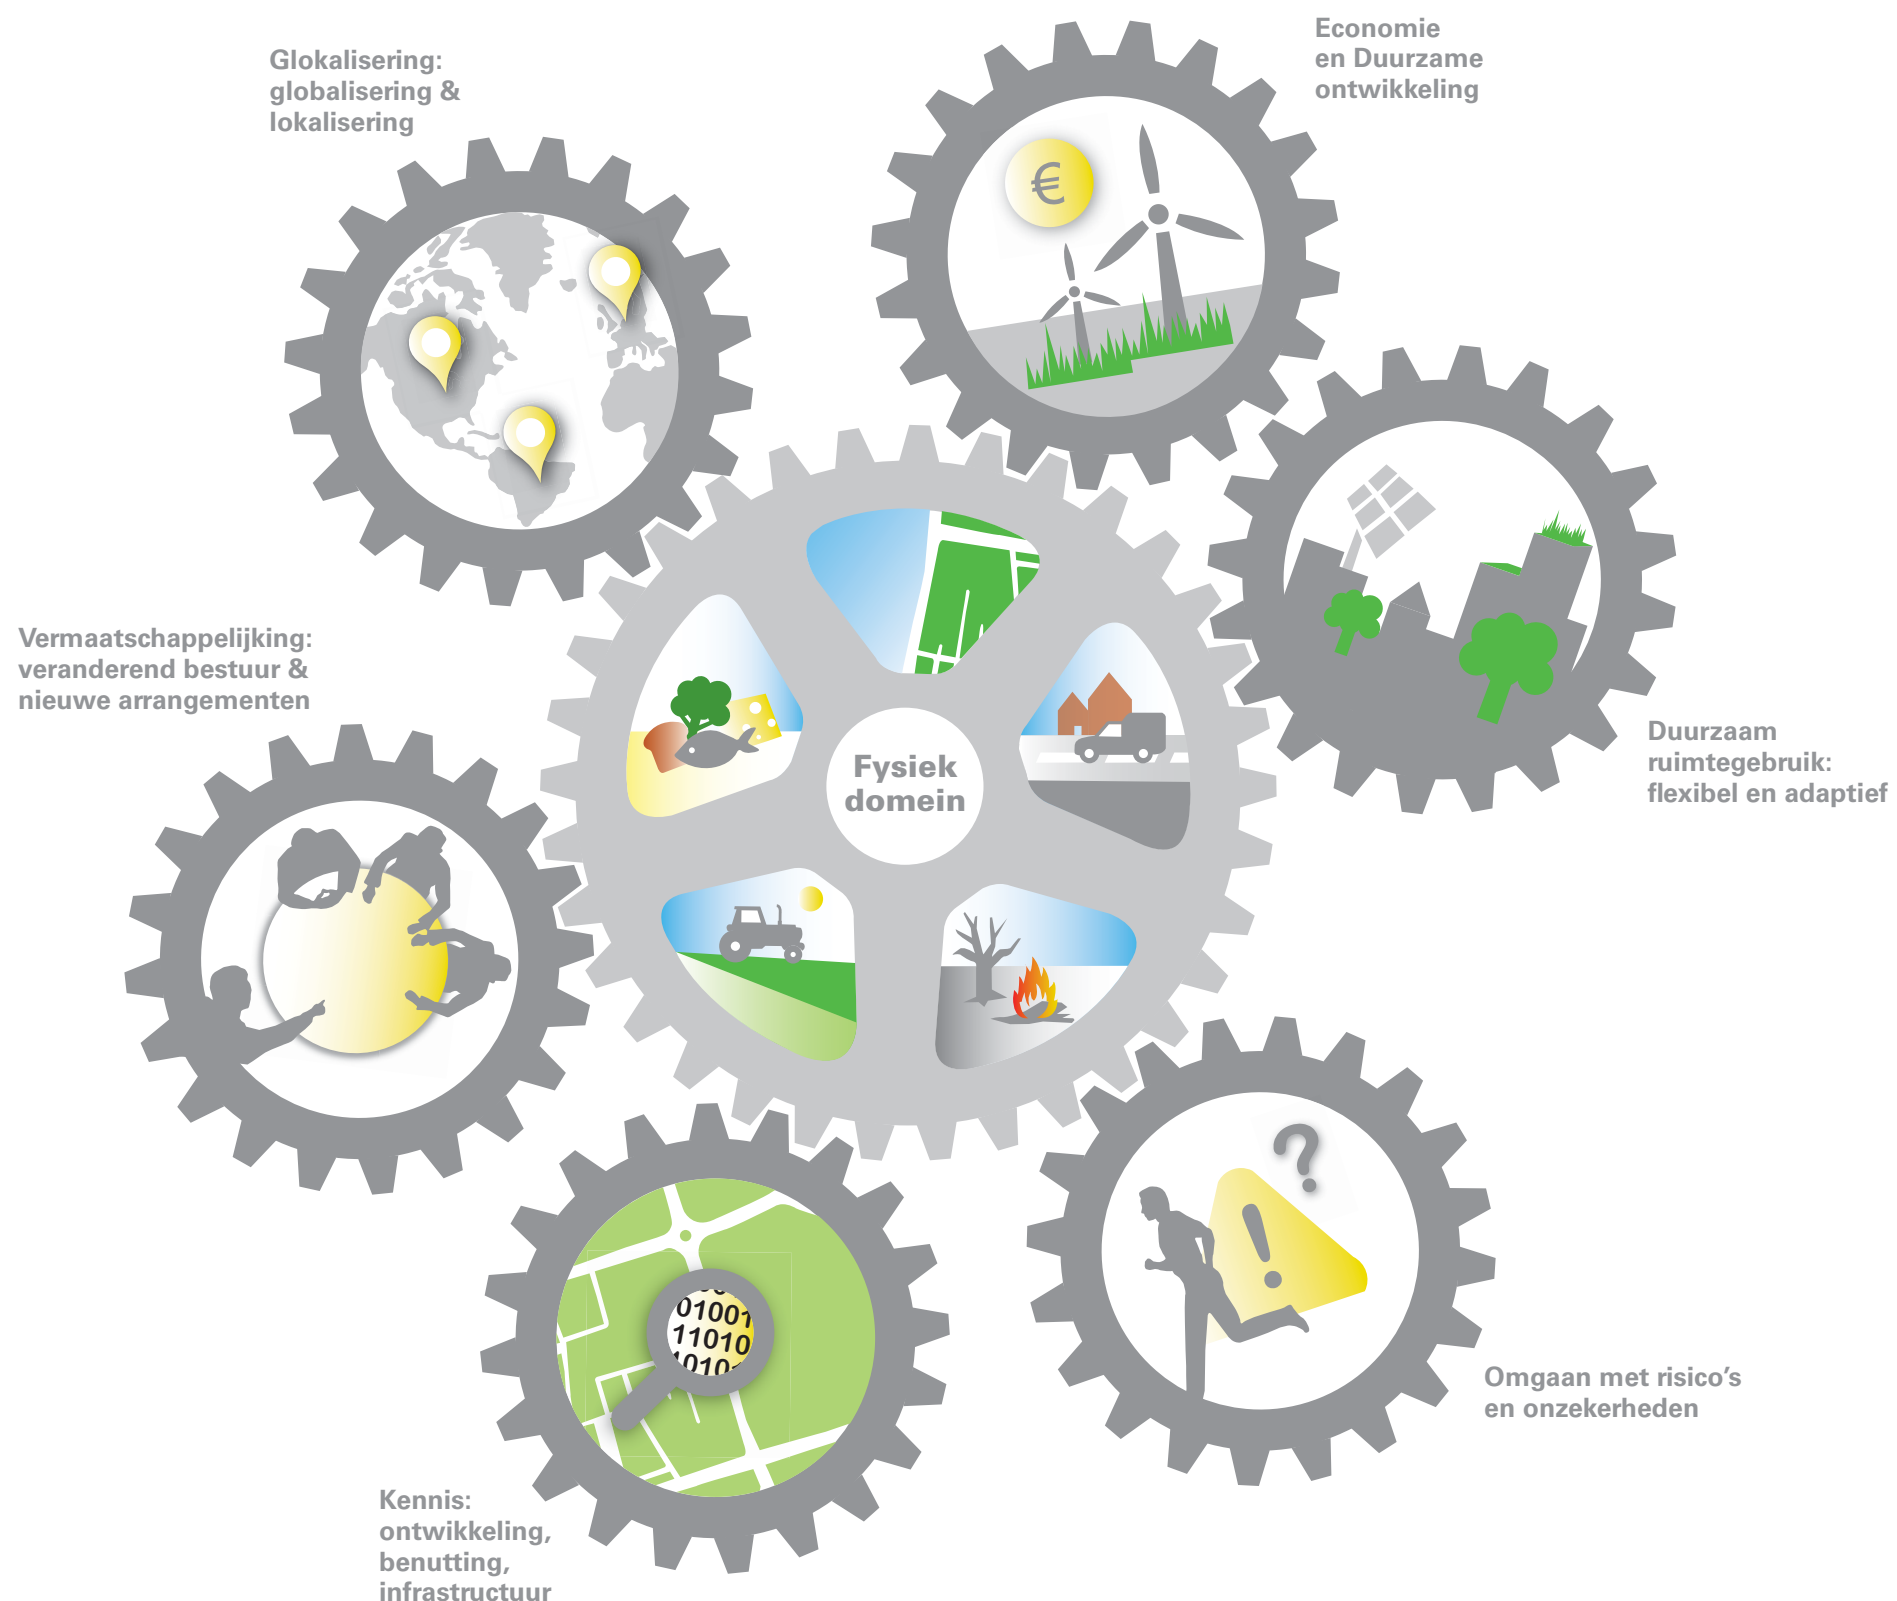 Glokalisering:
globalisering &
lokalisering
Economie
en Duurzame
ontwikkeling
€
Vermaatschappelijking:
veranderend bestuur &
nieuwe arrangementen
Fysiek
domein
Duurzaam
ruimtegebruik:
flexibel en adaptief
?
!
01001
11010
10101
Omgaan met risico’s
en onzekerheden
Kennis:
ontwikkeling,
benutting,
infrastructuur